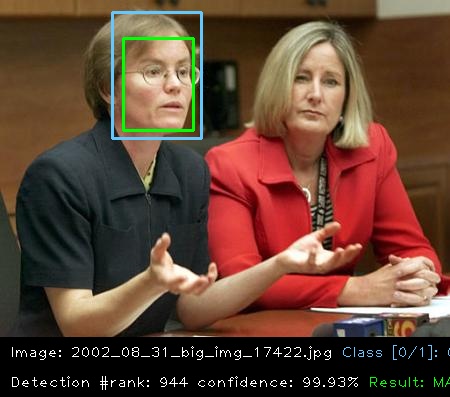 Image: 2002_08_31_big_img_17422.jpg Class [0/1]:
Detection #rank: 944 confidence: 99.93% Result: